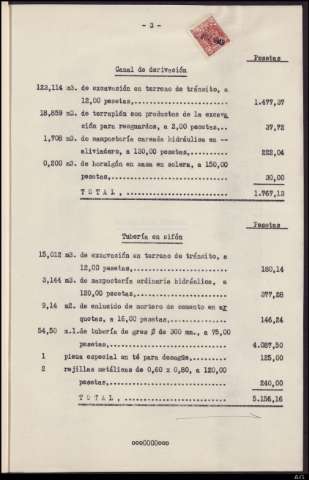 - 3 -
Pesetas
Canal de derivación
123,114 m3. de excavación en terreno de tránsito, a
12,00 pesetas,................ 1.477,37
18,859 m3. de terraplén con productos de la excava
ción para resguardos, a 2,00 pesetas,.. 37,72
1,708 m3. de mampostería careada hidráulica en --
aliviadero, a 130,00 pesetas,........ 222,04
0,200 m3. de hormigón en masa en solera, a 150,00
pesetas,..................... 30,00
TOTAL, ................ 1.767,13
Pesetas
Tubería en sifón
15,012 m3. de excavación en terreno de tránsito, a
12,00 pesetas,................ 180,14
3,144 m3. de mampostería ordinaria hidráulica, a
120,00 pesetas,............... 377,28
9,14 m2. de enlucido de mortero de cemento en ar
quetas, a 16,00 pesetas,......... 146,24
54,50 m.l. de tubería de gres Ø de 300 mm., a 75,00
pesetas,..................... 4.087,50
1 pieza especial en té para desagüe,........ 125,00
2 rejillas metálicas de 0,60 x 0,80, a 120,00
pesetas,..................... 240,00
TOTAL, ................ 5.156,16
oooOOOooo